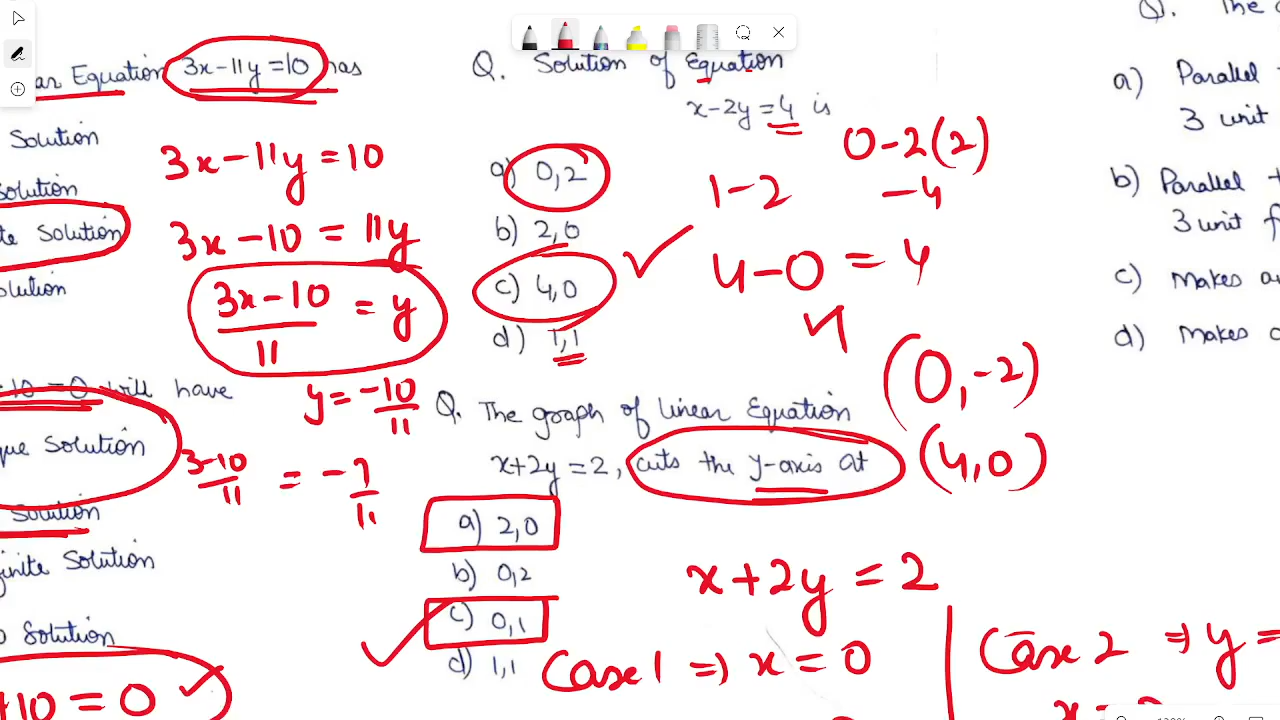 ar Equation 3x-11y=10 has
Solution
solution
te Solution
olution
3x-11y=10
3x-10 = 11y
3x-10/11 = y
y = -10/11
3-10/11 = -7/11
=10=0 will have
que Solution
Solution
finite Solution
Solution
+10=0
Q. Solution of Equation
x-2y=4 is
a) 0,2
b) 2,0
c) 4,0
d) 1,1
0-2(2)
1-2 -4
4-0=4
(0,-2)
(4,0)
Q. The graph of linear Equation
x+2y=2, cuts the y-axis at
a) 2,0
b) 0,2
c) 0,1
d) 1,1
x+2y=2
Case 1 ⇒ x=0
Case 2 ⇒ y=
Q. The
a) Parallel
3 unit
b) Parallel
3 unit f
c) Makes a
d) Makes